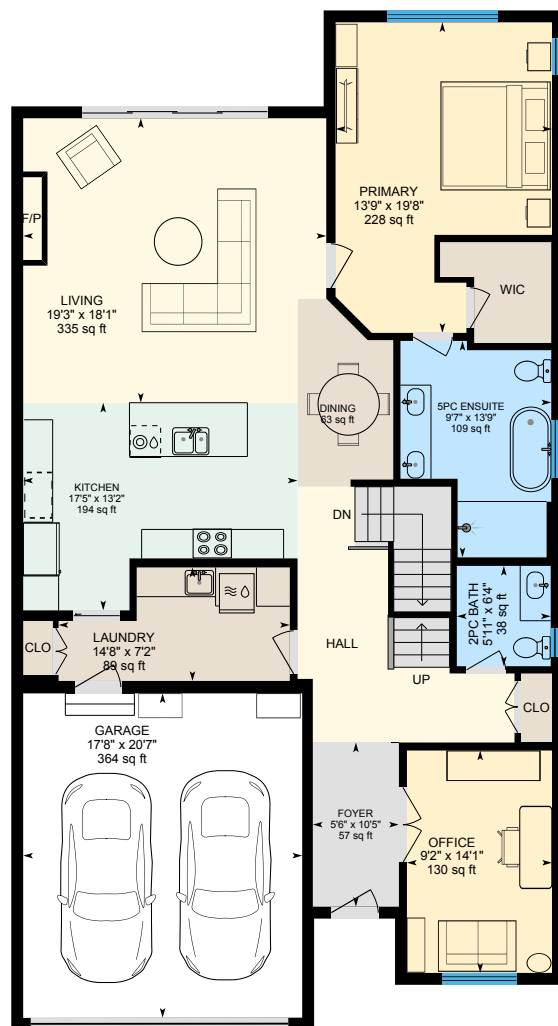 PRIMARY
13'9" x 19'8"
228 sq ft
F/P
WIC
LIVING
19'3" x 18'1"
335 sq ft
5PC ENSUITE
9'7" x 13'9"
109 sq ft
DINING
63 sq ft
KITCHEN
17'5" x 13'2"
194 sq ft
DN
2PC BATH
5'11" x 6'4"
38 sq ft
CLO
LAUNDRY
14'8" x 7'2"
89 sq ft
HALL
UP
CLO
GARAGE
17'8" x 20'7"
364 sq ft
FOYER
5'6" x 10'5"
57 sq ft
OFFICE
9'2" x 14'1"
130 sq ft